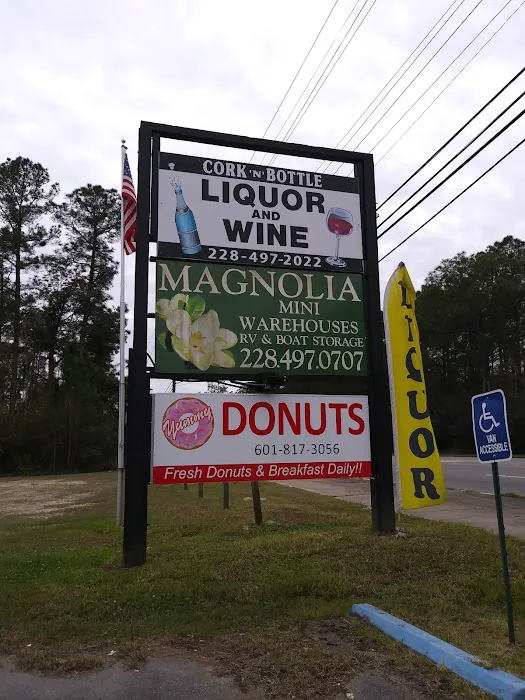 CORK 'N' BOTTLE
LIQUOR
AND
WINE
228-497-2022
MAGNOLIA
MINI
WAREHOUSES
RV & BOAT STORAGE
228.497.0707
Yummy
DONUTS
601-817-3056
Fresh Donuts & Breakfast Daily!!
LIQUOR
VAN
ACCESSIBLE